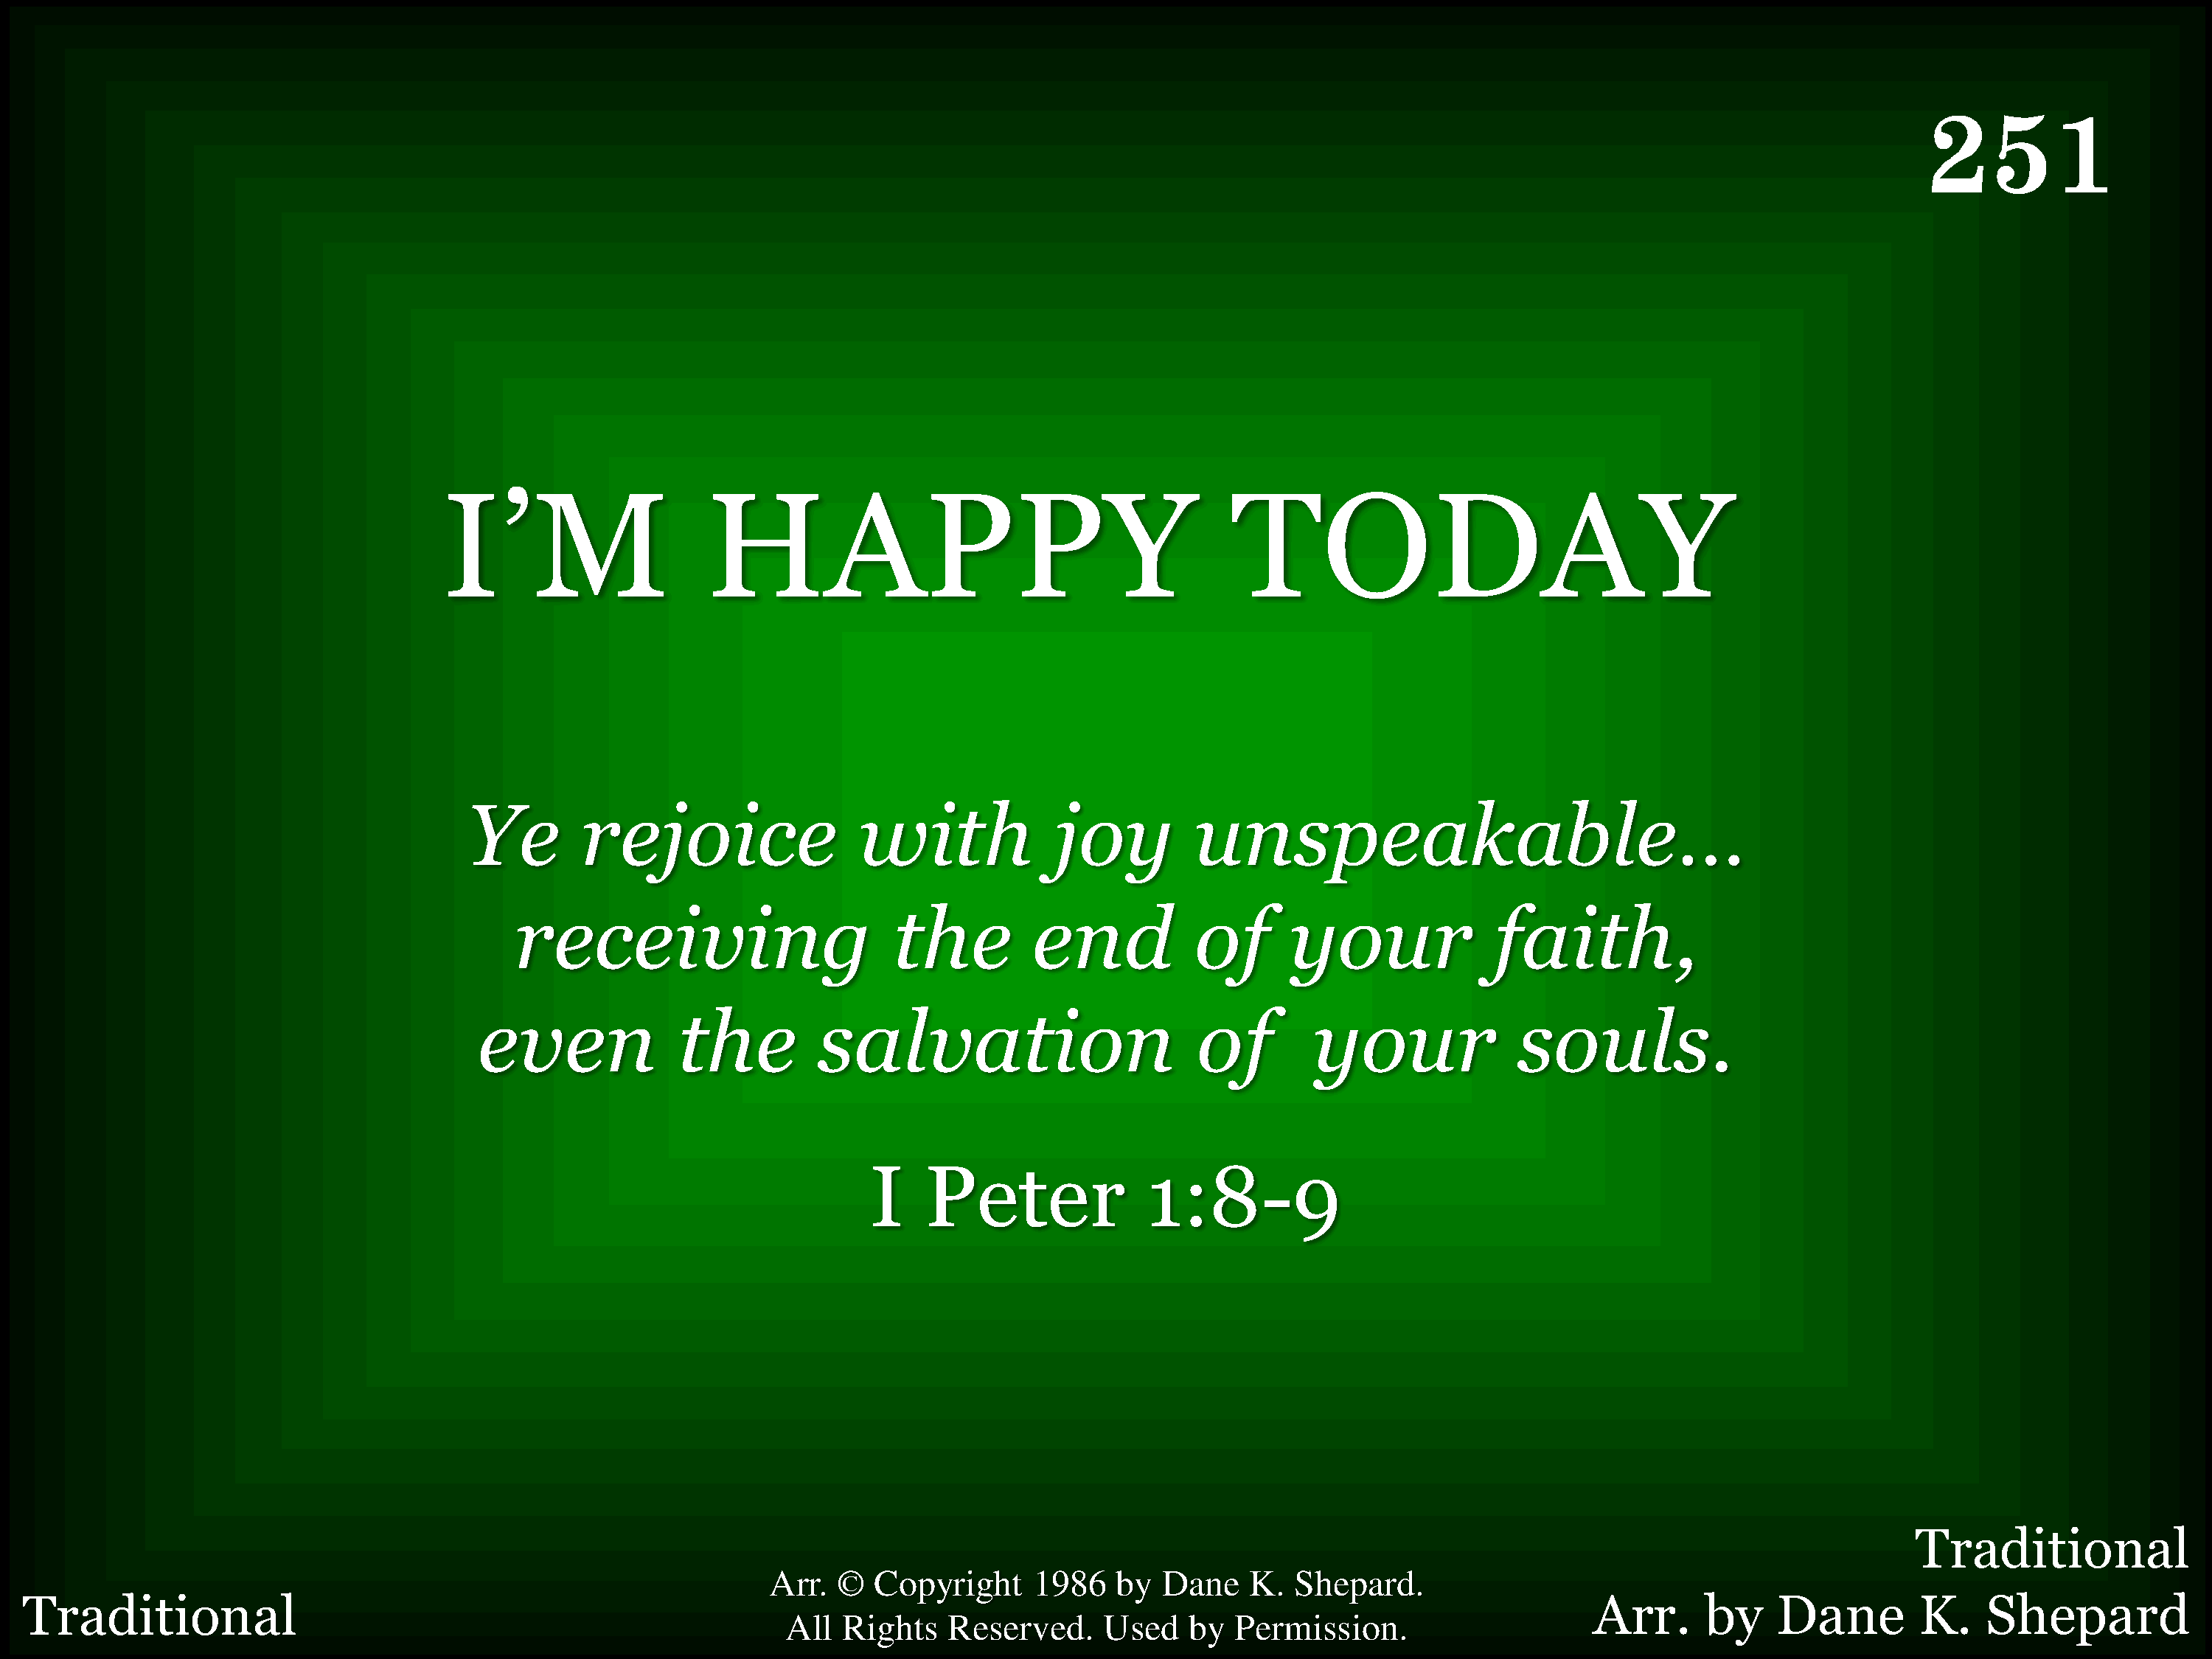 251
I’M HAPPY TODAY
Ye rejoice with joy unspeakable…
receiving the end of your faith,
even the salvation of your souls.
I Peter 1:8-9
Traditional
Arr. © Copyright 1986 by Dane K. Shepard.
All Rights Reserved. Used by Permission.
Traditional
Arr. by Dane K. Shepard